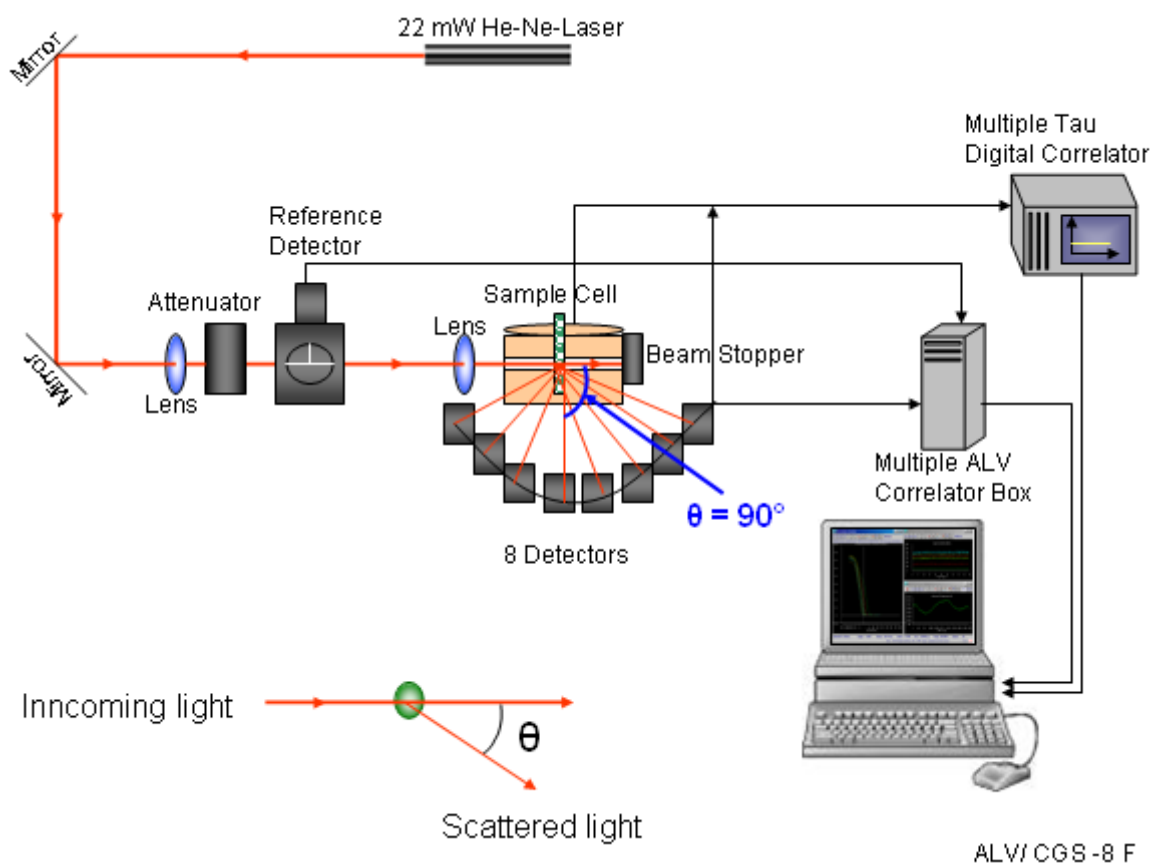 22 mW He-Ne-Laser
Mirror
Multiple Tau
Digital Correlator
Reference
Detector
Attenuator
Sample Cell
Lens
Beam Stopper
Mirror
Lens
Multiple ALV
Correlator Box
θ = 90°
8 Detectors
Inncoming light
θ
Scattered light
ALV/ CGS -8 F